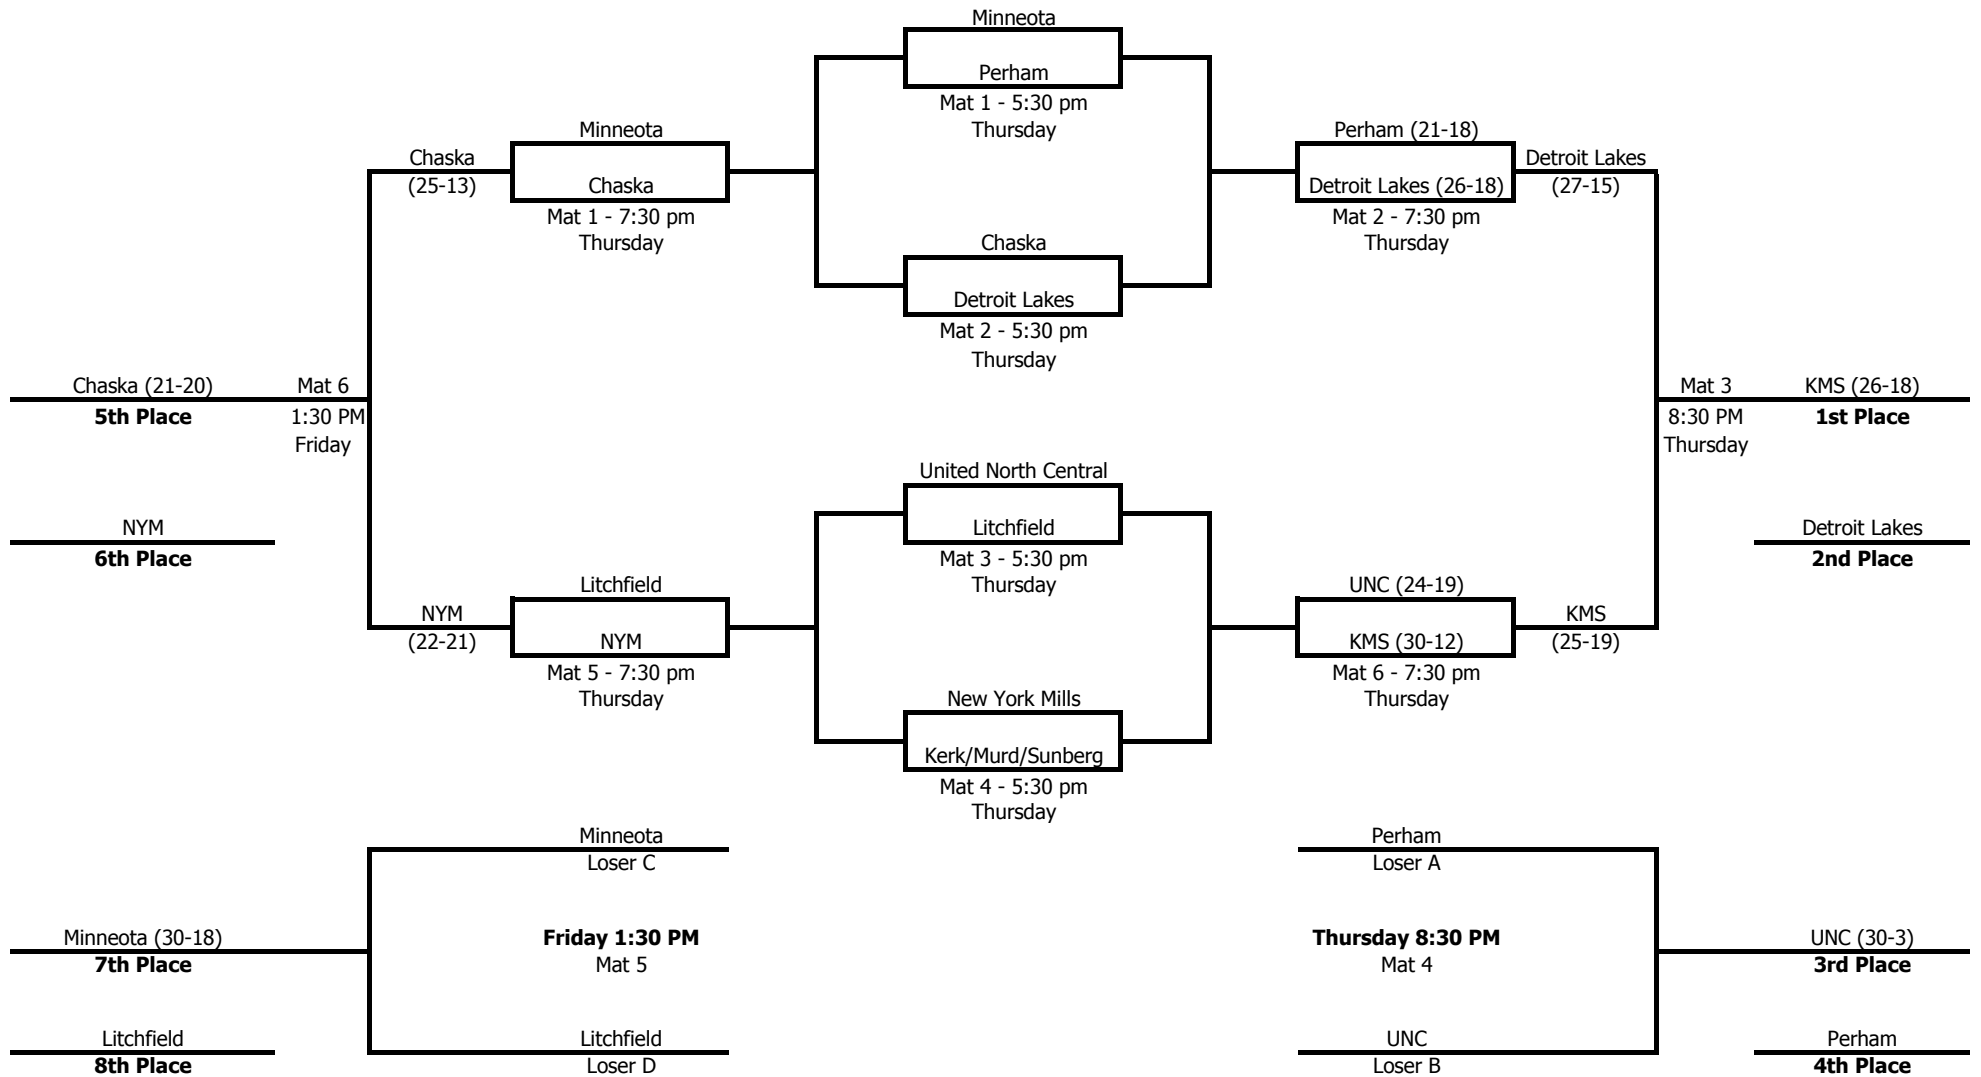 Minneota
Perham
Mat 1 - 5:30 pm
Thursday
Minneota
Perham (21-18)
Chaska
Detroit Lakes
(25-13)
Chaska
Detroit Lakes (26-18)
(27-15)
Mat 1 - 7:30 pm
Mat 2 - 7:30 pm
Thursday
Chaska
Thursday
Detroit Lakes
Mat 2 - 5:30 pm
Thursday
Chaska (21-20)
Mat 6
Mat 3
KMS (26-18)
5th Place
1:30 PM
8:30 PM
1st Place
Friday
Thursday
United North Central
NYM
Litchfield
Detroit Lakes
6th Place
Mat 3 - 5:30 pm
2nd Place
Litchfield
Thursday
UNC (24-19)
NYM
KMS
(22-21)
NYM
KMS (30-12)
(25-19)
Mat 5 - 7:30 pm
Mat 6 - 7:30 pm
Thursday
New York Mills
Thursday
Kerk/Murd/Sunberg
Mat 4 - 5:30 pm
Thursday
Minneota
Perham
Loser C
Loser A
Minneota (30-18)
Friday 1:30 PM
Thursday 8:30 PM
UNC (30-3)
7th Place
Mat 5
Mat 4
3rd Place
Litchfield
Litchfield
UNC
Perham
8th Place
Loser D
Loser B
4th Place